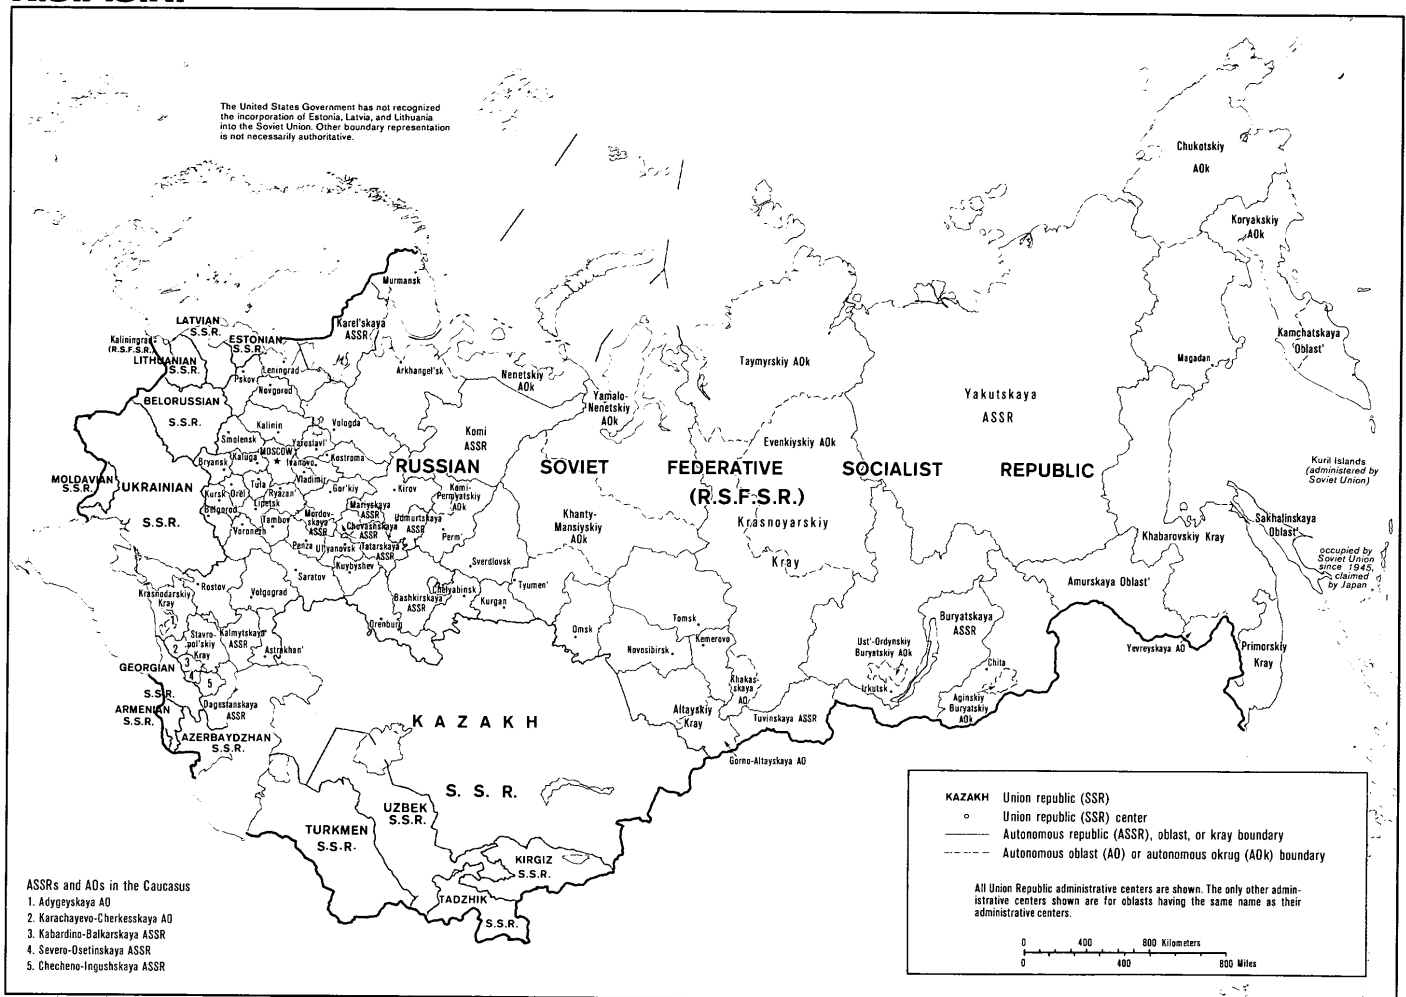 The United States Government has not recognized
the incorporation of Estonia, Latvia, and Lithuania
into the Soviet Union. Other boundary representation
is not necessarily authoritative.
Chukotskiy
AOk
Koryakskiy
AOk
Kamchatskaya
Oblast'
Magadan
Murmansk
Karel'skaya
ASSR
LATVIAN
S.S.R.
Kaliningrad
(R.S.F.S.R.)
ESTONIAN
S.S.R.
LITHUANIAN
S.S.R.
Leningrad
Pskov
Novgorod
Arkhangel'sk
Nenetskiy
AOk
Yamalo-
Nenetskiy
AOk
Taymyrskiy AOk
Yakutskaya
ASSR
BELORUSSIAN
S.S.R.
Kalinin
Vologda
Smolensk
Yaroslavl'
Komi
ASSR
Evenkiyskiy AOk
Bryansk
Kaluga
MOSCOW
Ivanovo
Kostroma
RUSSIAN SOVIET FEDERATIVE SOCIALIST REPUBLIC
(R.S.F.S.R.)
Kuril Islands
(administered by
Soviet Union)
MOLDAVIAN
S.S.R.
UKRAINIAN
S.S.R.
Tula
Vladimir
Kursk
Orel
Ryazan'
Gor'kiy
Kirov
Komi-
Permyatskiy
AOk
Lipetsk
Belgorod
Mariyskaya
ASSR
Mordov-
skaya
ASSR
Chuvashskaya
ASSR
Udmurtskaya
ASSR
Tambov
Voronezh
Perm'
Penza
Ul'yanovsk
Tatarskaya
ASSR
Khanty-
Mansiyskiy
AOk
Krasnoyarskiy
Kray
Khabarovskiy Kray
Sakhalinskaya
Oblast'
occupied by
Soviet Union
since 1945,
claimed
by Japan
Kuybyshev
Sverdlovsk
Saratov
Tyumen'
Amurskaya Oblast'
Krasnodarskiy
Kray
Rostov
Volgograd
Bashkirskaya
ASSR
Chelyabinsk
Kurgan
Orenburg
Omsk
Tomsk
Kemerovo
Novosibirsk
Buryatskaya
ASSR
Ust'-Ordynskiy
Buryatskiy AOk
Chita
Irkutsk
Aginskiy
Buryatskiy
AOk
Yevreyskaya AO
Primorskiy
Kray
Stavro-
pol'skiy
Kray
Kalmytskaya
ASSR
Astrakhan'
2
3
4
5
GEORGIAN
S.S.R.
Dagestanskaya
ASSR
ARMENIAN
S.S.R.
AZERBAYDZHAN
S.S.R.
Khakas-
skaya
AO
Altayskiy
Kray
Tuvinskaya ASSR
Gorno-Altayskaya AO
KAZAKH
S.S.R.
UZBEK
S.S.R.
TURKMEN
S.S.R.
KIRGIZ
S.S.R.
TADZHIK
S.S.R.
ASSRs and AOs in the Caucasus
1. Adygeyskaya AO
2. Karachayevo-Cherkesskaya AO
3. Kabardino-Balkarskaya ASSR
4. Severo-Osetinskaya ASSR
5. Checheno-Ingushskaya ASSR
KAZAKH Union republic (SSR)
Union republic (SSR) center
Autonomous republic (ASSR), oblast, or kray boundary
Autonomous oblast (AO) or autonomous okrug (AOk) boundary
All Union Republic administrative centers are shown. The only other admin-
istrative centers shown are for oblasts having the same name as their
administrative centers.
0 400 800 Kilometers
0 400 800 Miles